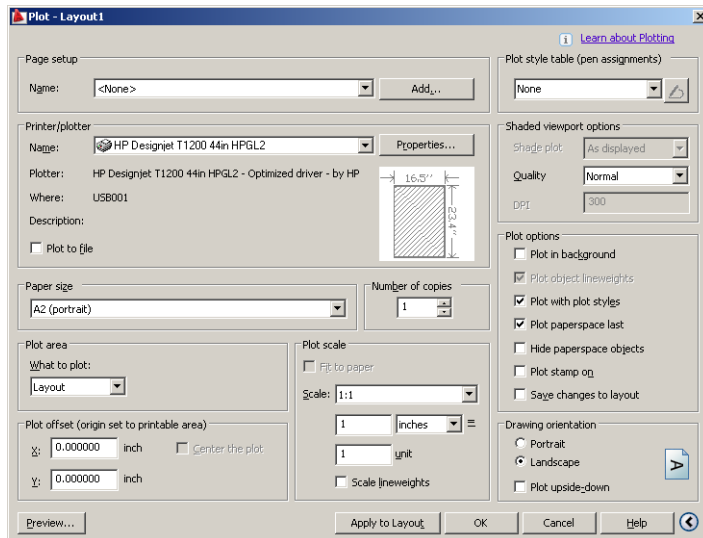 Plot - Layout1
Learn about Plotting
Page setup
Name: <None> Add...
Plot style table (pen assignments)
None
Printer/plotter
Name: HP Designjet T1200 44in HPGL2 Properties...
Plotter: HP Designjet T1200 44in HPGL2 - Optimized driver - by HP
Where: USB001
Description:
Plot to file
16.5''
23.4''
Shaded viewport options
Shade plot As displayed
Quality Normal
DPI 300
Paper size
A2 (portrait)
Number of copies
1
Plot options
Plot in background
Plot object lineweights
Plot with plot styles
Plot paperspace last
Hide paperspace objects
Plot stamp on
Save changes to layout
Plot area
What to plot:
Layout
Plot scale
Fit to paper
Scale: 1:1
1 inches =
1 unit
Scale lineweights
Plot offset (origin set to printable area)
X: 0.000000 inch Center the plot
Y: 0.000000 inch
Drawing orientation
Portrait
Landscape
Plot upside-down
A
Preview... Apply to Layout OK Cancel Help